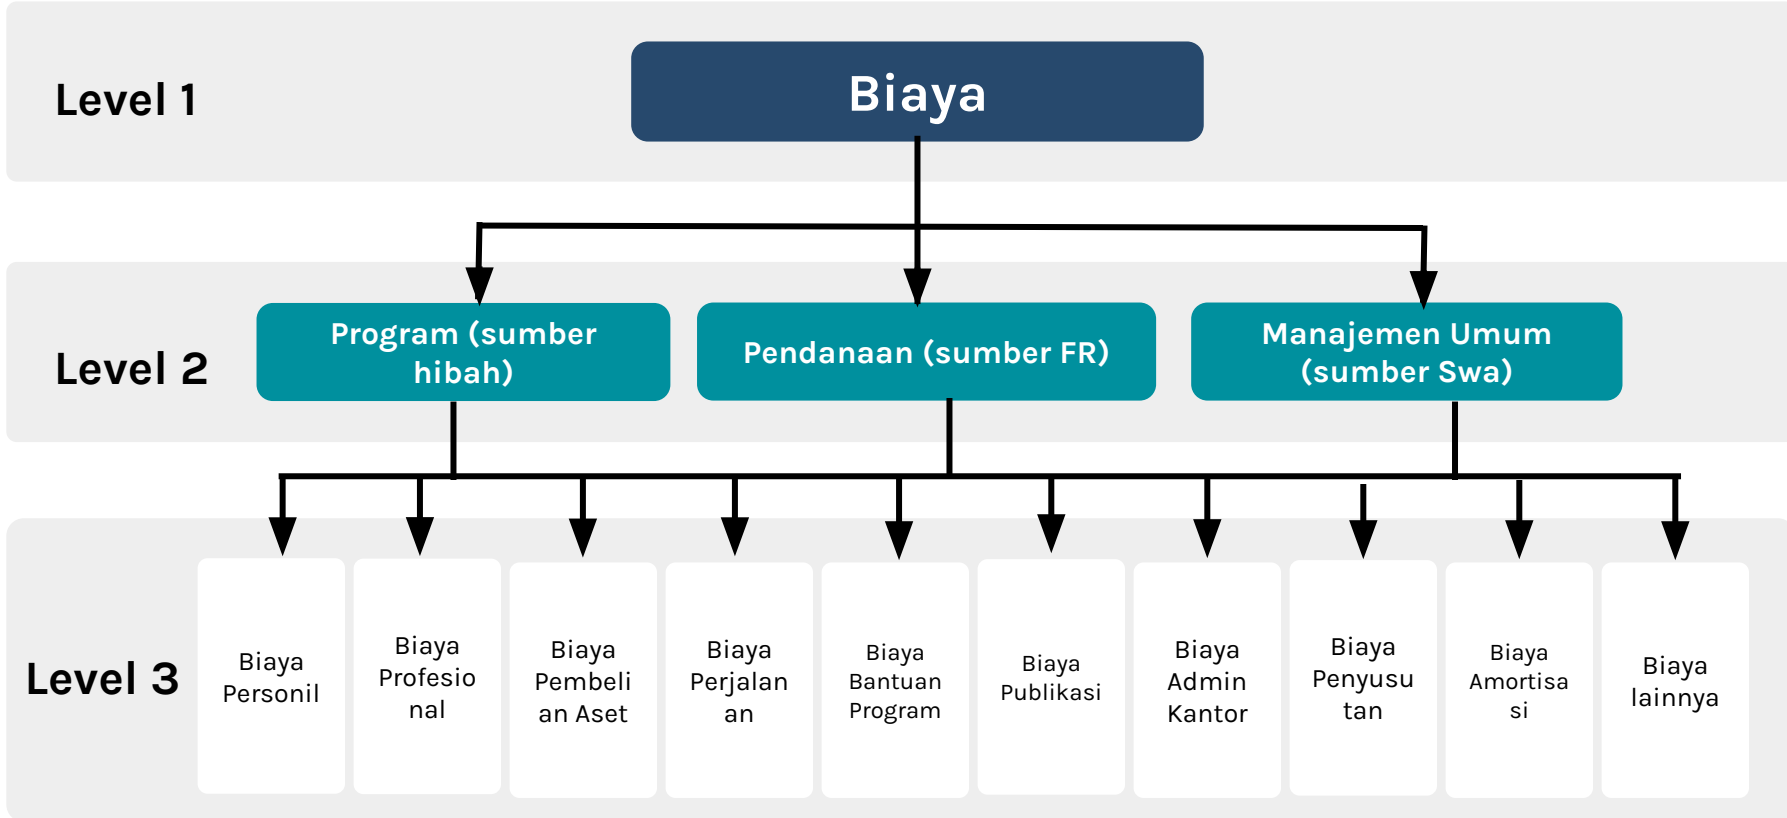 Level 1
Biaya
Level 2
Program (sumber
hibah)
Pendanaan (sumber FR)
Manajemen Umum
(sumber Swa)
Level 3
Biaya
Personil
Biaya
Profesio
nal
Biaya
Pembeli
an Aset
Biaya
Perjalan
an
Biaya
Bantuan
Program
Biaya
Publikasi
Biaya
Admin
Kantor
Biaya
Penyusu
tan
Biaya
Amortisa
si
Biaya
lainnya